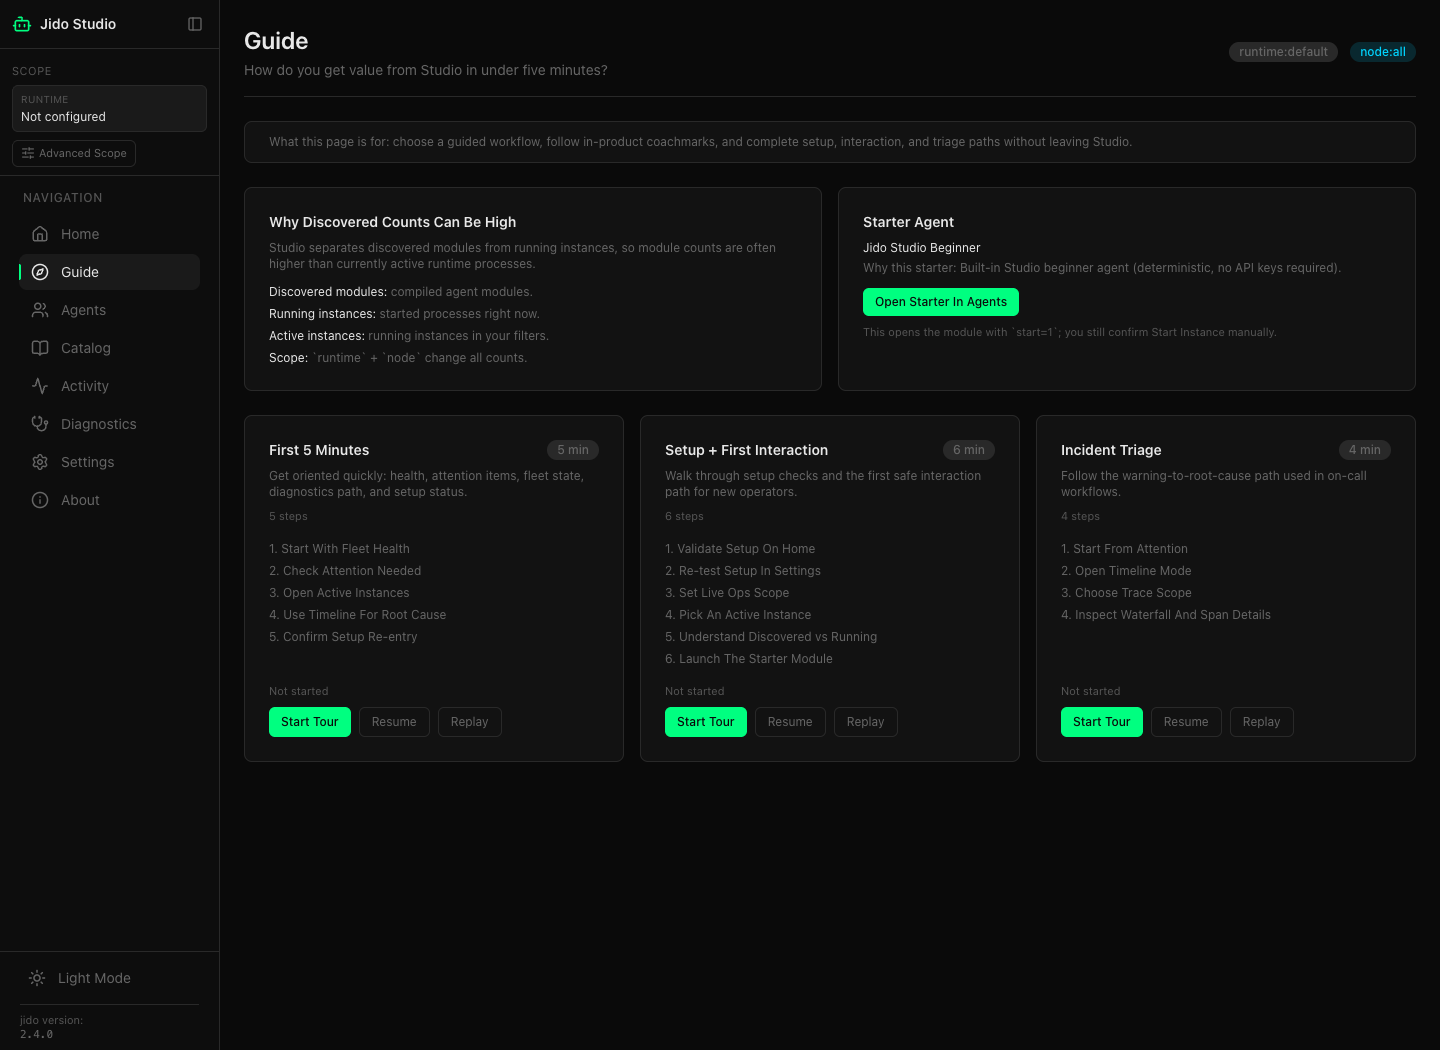 Jido Studio
SCOPE
RUNTIME
Not configured
Advanced Scope
NAVIGATION
Home
Guide
Agents
Catalog
Activity
Diagnostics
Settings
About
Light Mode
jido version:
2.4.0
Guide
How do you get value from Studio in under five minutes?
runtime:default
node:all
What this page is for: choose a guided workflow, follow in-product coachmarks, and complete setup, interaction, and triage paths without leaving Studio.
Why Discovered Counts Can Be High
Studio separates discovered modules from running instances, so module counts are often
higher than currently active runtime processes.
Discovered modules: compiled agent modules.
Running instances: started processes right now.
Active instances: running instances in your filters.
Scope: `runtime` + `node` change all counts.
Starter Agent
Jido Studio Beginner
Why this starter: Built-in Studio beginner agent (deterministic, no API keys required).
Open Starter In Agents
This opens the module with `start=1`; you still confirm Start Instance manually.
First 5 Minutes
5 min
Get oriented quickly: health, attention items, fleet state,
diagnostics path, and setup status.
5 steps
1. Start With Fleet Health
2. Check Attention Needed
3. Open Active Instances
4. Use Timeline For Root Cause
5. Confirm Setup Re-entry
Not started
Start Tour
Resume
Replay
Setup + First Interaction
6 min
Walk through setup checks and the first safe interaction
path for new operators.
6 steps
1. Validate Setup On Home
2. Re-test Setup In Settings
3. Set Live Ops Scope
4. Pick An Active Instance
5. Understand Discovered vs Running
6. Launch The Starter Module
Not started
Start Tour
Resume
Replay
Incident Triage
4 min
Follow the warning-to-root-cause path used in on-call
workflows.
4 steps
1. Start From Attention
2. Open Timeline Mode
3. Choose Trace Scope
4. Inspect Waterfall And Span Details
Not started
Start Tour
Resume
Replay